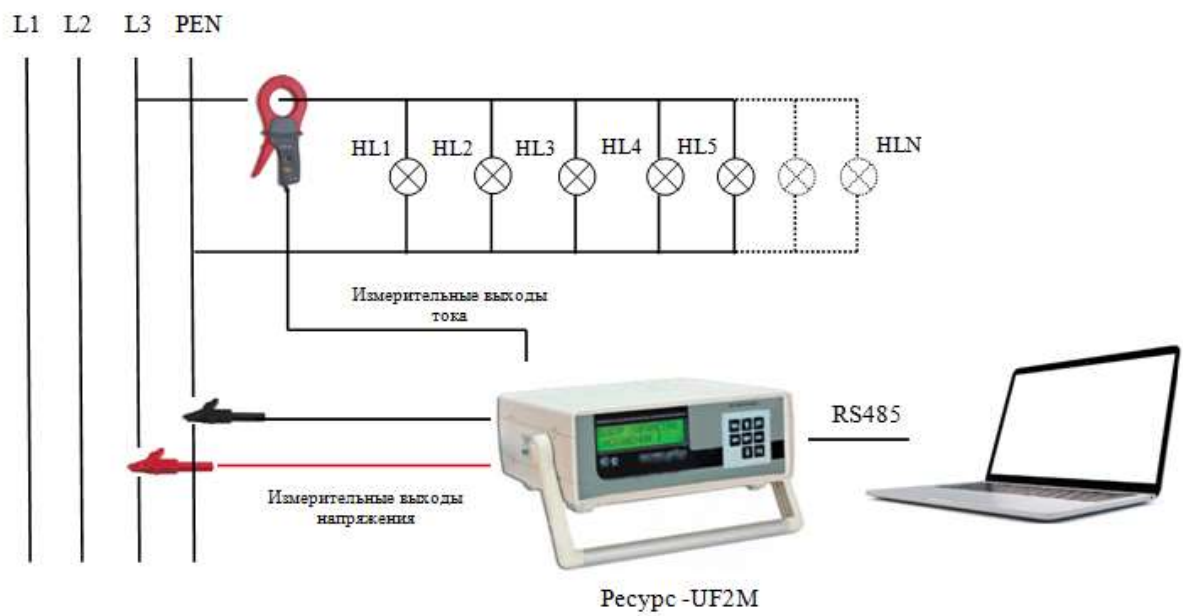 L1 L2 L3 PEN
HL1 HL2 HL3 HL4 HL5 HLN
Измерительные выходы
тока
RS485
Измерительные выходы
напряжения
Ресурс -UF2M